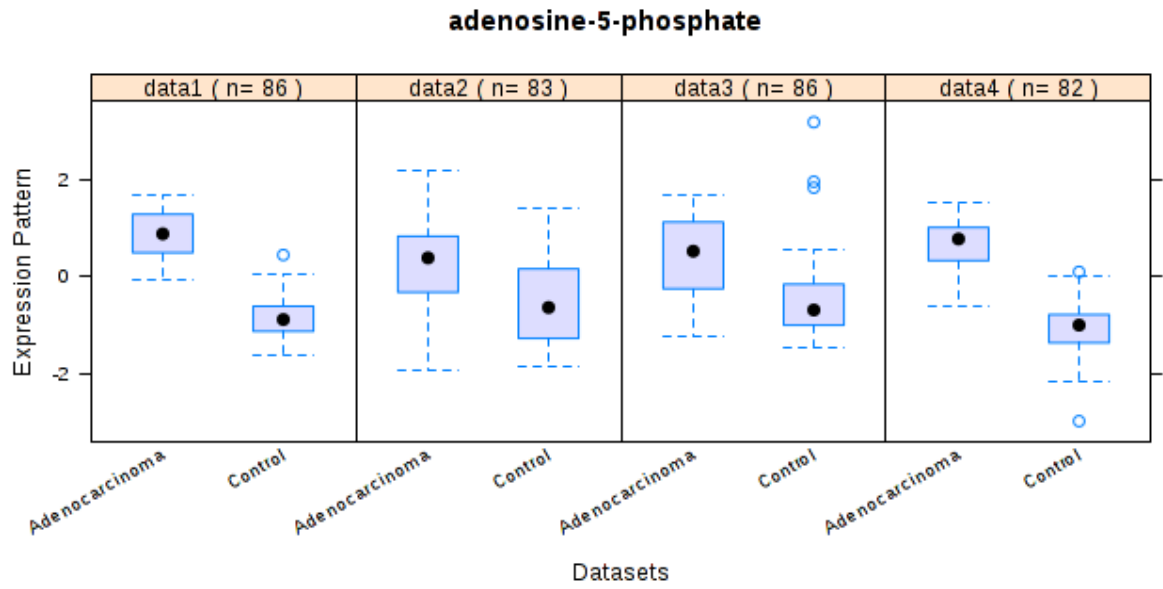 adenosine-5-phosphate
data1 ( n= 86 )
data2 ( n= 83 )
data3 ( n= 86 )
data4 ( n= 82 )
Expression Pattern
2
0
-2
Adenocarcinoma
Control
Adenocarcinoma
Control
Adenocarcinoma
Control
Adenocarcinoma
Control
Datasets